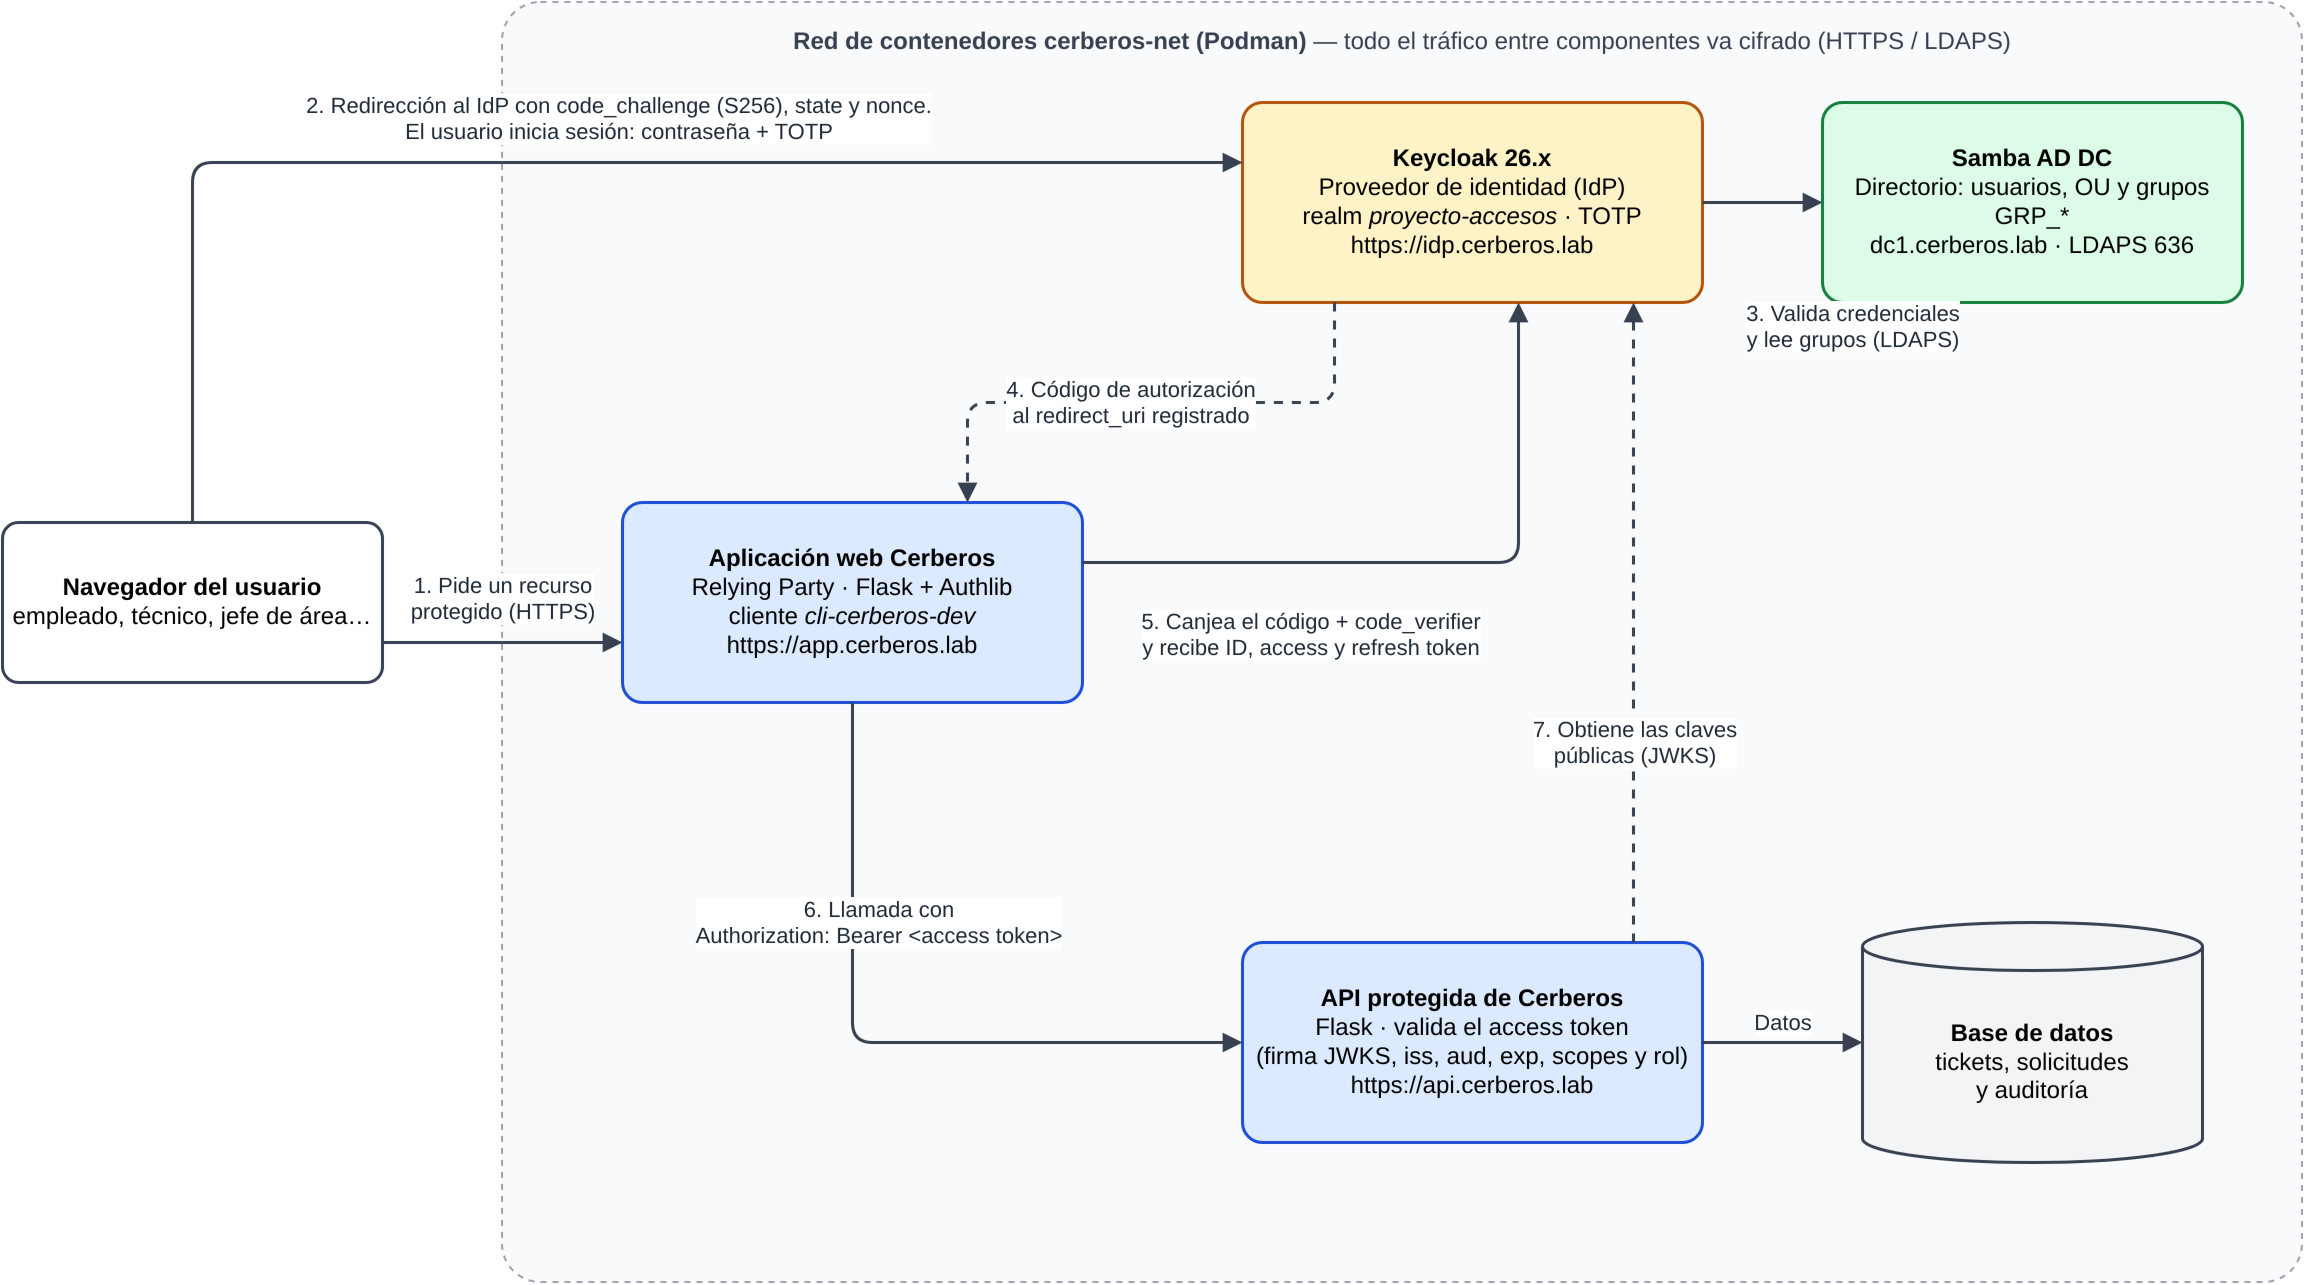 Red de contenedores cerberos-net (Podman) — todo el tráfico entre componentes va cifrado (HTTPS / LDAPS)
2. Redirección al IdP con code_challenge (S256), state y nonce.
El usuario inicia sesión: contraseña + TOTP
Keycloak 26.x
Proveedor de identidad (IdP)
realm proyecto-accesos · TOTP
https://idp.cerberos.lab
Samba AD DC
Directorio: usuarios, OU y grupos
GRP_*
dc1.cerberos.lab · LDAPS 636
3. Valida credenciales
y lee grupos (LDAPS)
4. Código de autorización
al redirect_uri registrado
Navegador del usuario
empleado, técnico, jefe de área…
1. Pide un recurso
protegido (HTTPS)
Aplicación web Cerberos
Relying Party · Flask + Authlib
cliente cli-cerberos-dev
https://app.cerberos.lab
5. Canjea el código + code_verifier
y recibe ID, access y refresh token
7. Obtiene las claves
públicas (JWKS)
6. Llamada con
Authorization: Bearer <access token>
API protegida de Cerberos
Flask · valida el access token
(firma JWKS, iss, aud, exp, scopes y rol)
https://api.cerberos.lab
Datos
Base de datos
tickets, solicitudes
y auditoría